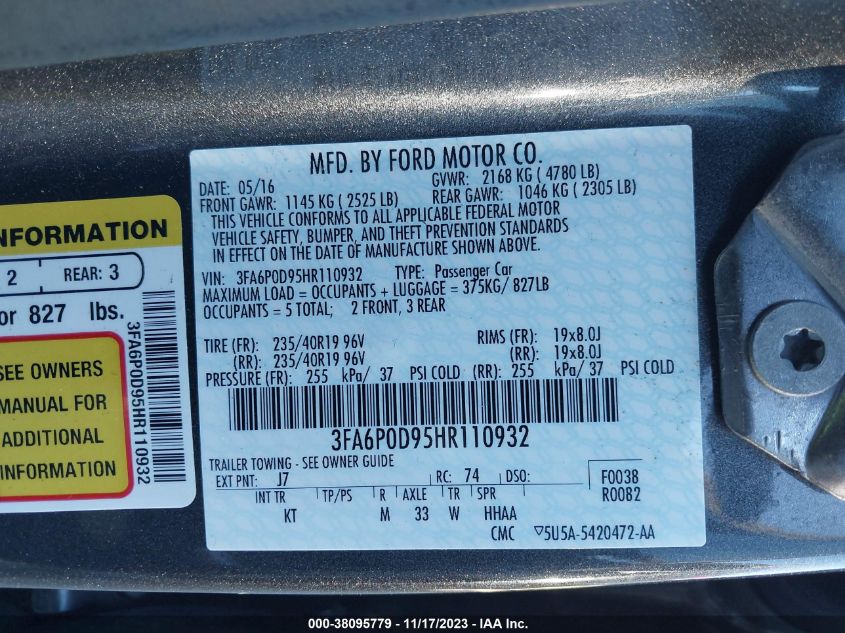 MFD. BY FORD MOTOR CO.
DATE: 05/16 GVWR: 2168 KG ( 4780 LB)
FRONT GAWR: 1145 KG ( 2525 LB) REAR GAWR: 1046 KG ( 2305 LB)
THIS VEHICLE CONFORMS TO ALL APPLICABLE FEDERAL MOTOR
VEHICLE SAFETY, BUMPER, AND THEFT PREVENTION STANDARDS
IN EFFECT ON THE DATE OF MANUFACTURE SHOWN ABOVE.
VIN: 3FA6P0D95HR110932 TYPE: Passenger Car
MAXIMUM LOAD = OCCUPANTS + LUGGAGE = 375KG/ 827LB
OCCUPANTS = 5 TOTAL; 2 FRONT, 3 REAR
TIRE (FR): 235/40R19 96V RIMS (FR): 19x8.0J
(RR): 235/40R19 96V (RR): 19x8.0J
PRESSURE (FR): 255 kPa/ 37 PSI COLD (RR): 255 kPa/ 37 PSI COLD
3FA6P0D95HR110932
TRAILER TOWING - SEE OWNER GUIDE
EXT PNT: J7 RC: 74 DSO: F0038
R0082
INT TR TP/PS R AXLE TR SPR
KT M 33 W HHAA
CMC ▽5U5A-5420472-AA
NFORMATION
2 REAR: 3
or 827 lbs.
SEE OWNERS
MANUAL FOR
ADDITIONAL
INFORMATION
3FA6P0D95HR110932
000-38095779 - 11/17/2023 - IAA Inc.